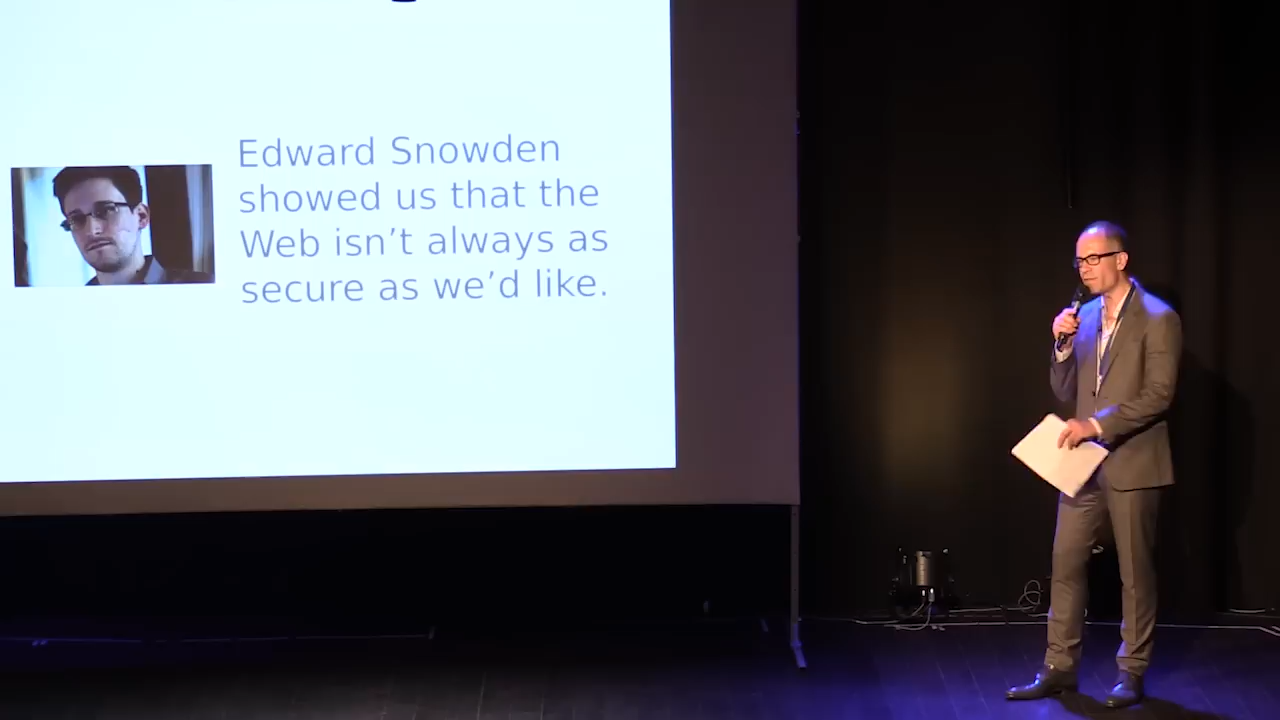 Edward Snowden
showed us that the
Web isn’t always as
secure as we’d like.